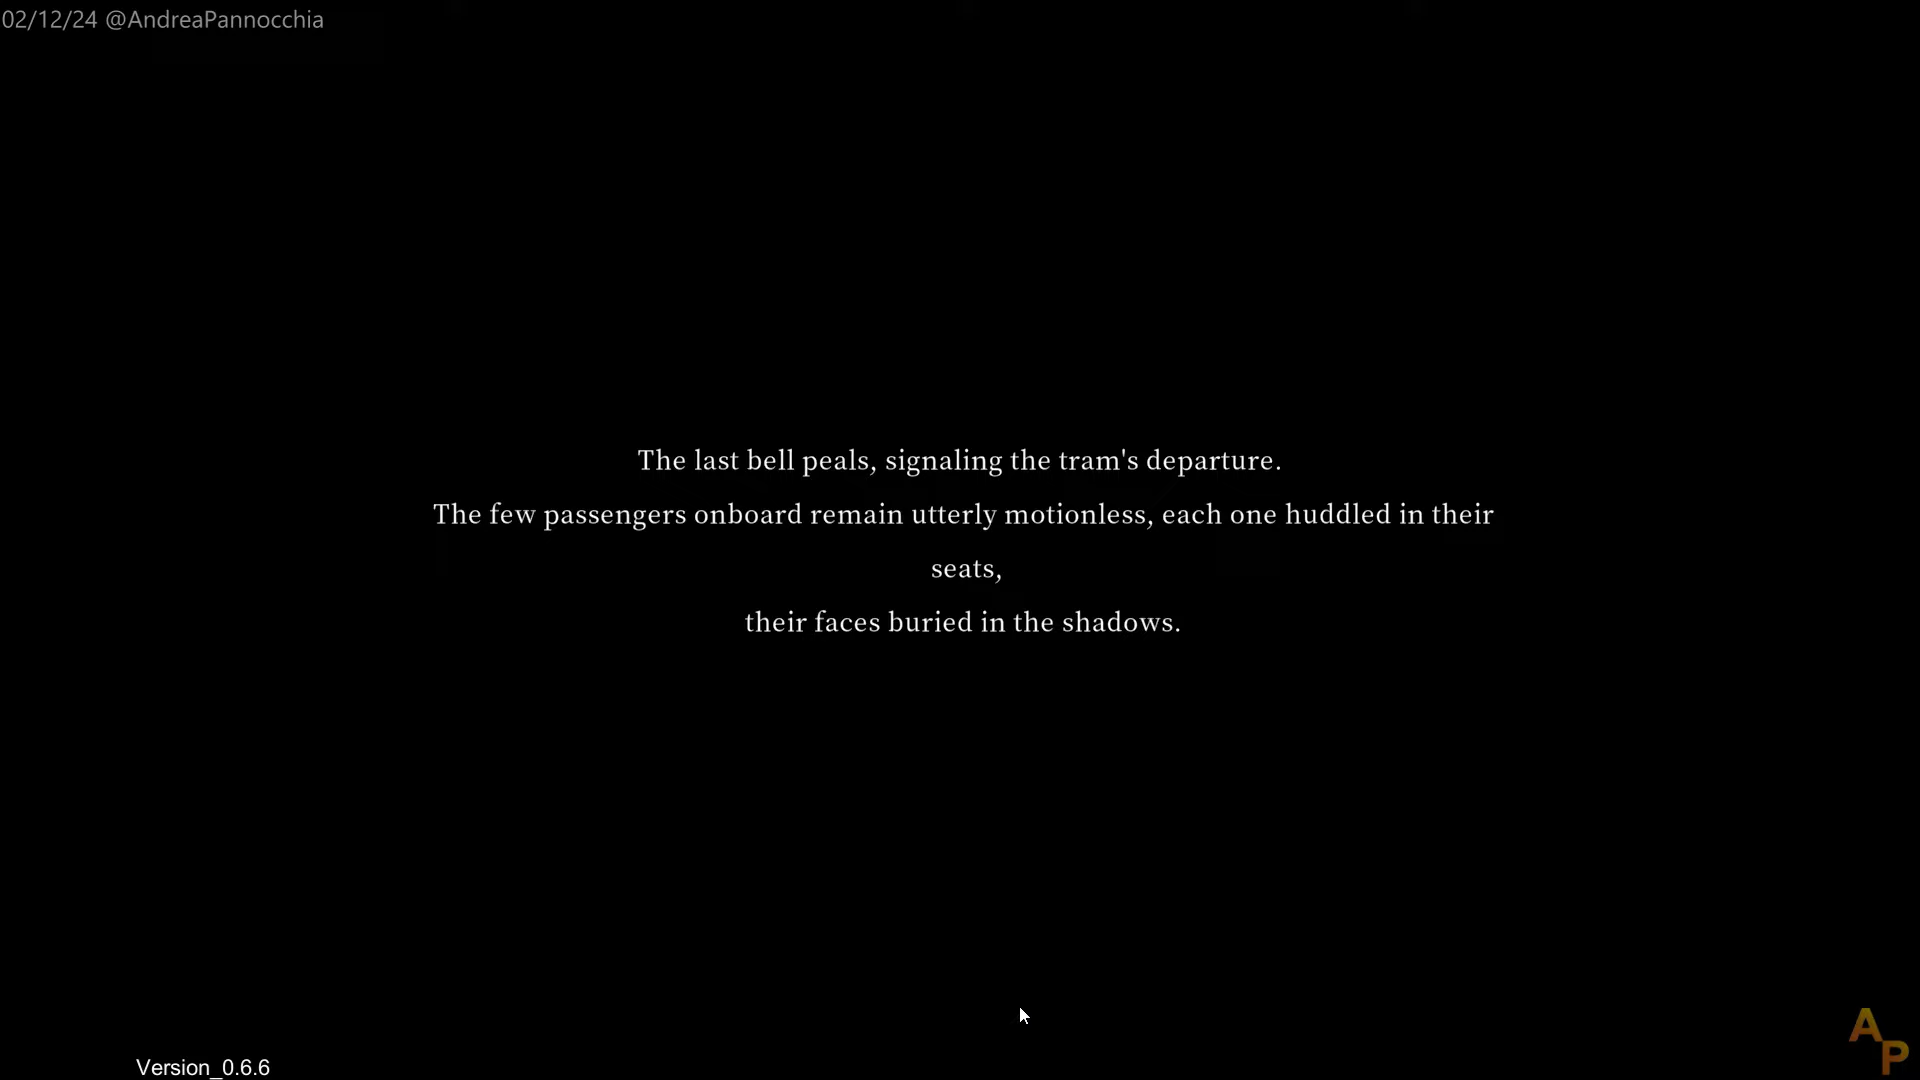 02/12/24 @AndreaPannocchia
The last bell peals, signaling the tram's departure.
The few passengers onboard remain utterly motionless, each one huddled in their
seats,
their faces buried in the shadows.
Version_0.6.6
A
P